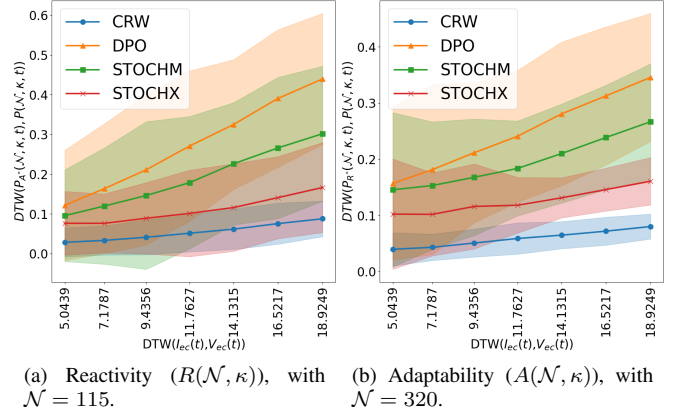 CRW
DPO
STOCHM
STOCHX
0.6
0.5
0.4
0.3
0.2
0.1
0.0
DTW(P_{A*}(𝒩, κ, t), P(𝒩, κ, t))
5.0439
7.1787
9.4356
11.7627
14.1315
16.5217
18.9249
DTW(I_{ec}(t),V_{ec}(t))
(a) Reactivity (R(𝒩, κ)), with
𝒩 = 115.
CRW
DPO
STOCHM
STOCHX
0.4
0.3
0.2
0.1
0.0
DTW(P_{R*}(𝒩, κ, t), P(𝒩, κ, t))
5.0439
7.1787
9.4356
11.7627
14.1315
16.5217
18.9249
DTW(I_{ec}(t),V_{ec}(t))
(b) Adaptability (A(𝒩, κ)), with
𝒩 = 320.